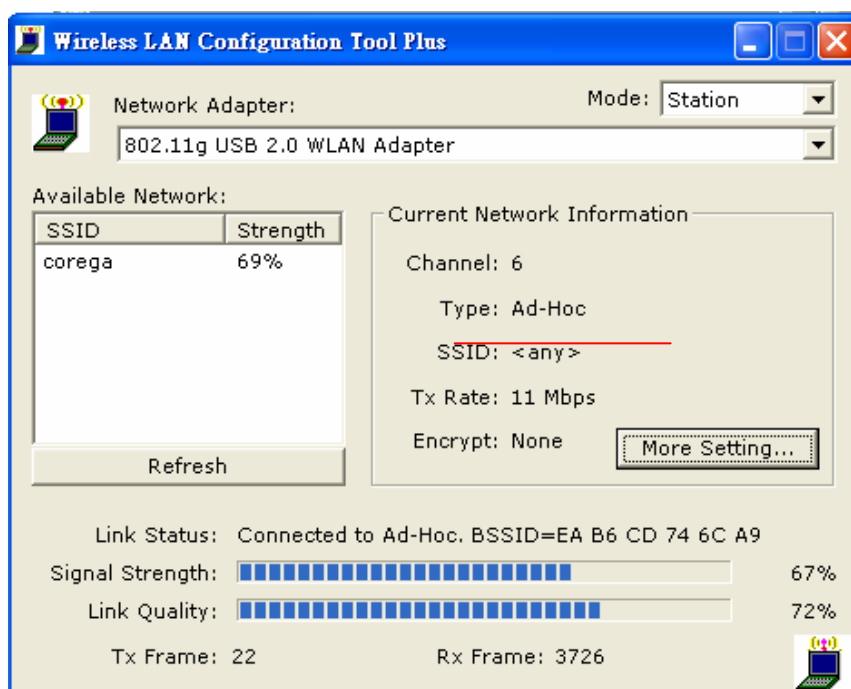 Wireless LAN Configuration Tool Plus
Network Adapter:
Mode: Station
802.11g USB 2.0 WLAN Adapter
Available Network:
SSID Strength
corega 69%
Refresh
Current Network Information
Channel: 6
Type: Ad-Hoc
SSID: <any>
Tx Rate: 11 Mbps
Encrypt: None
More Setting...
Link Status: Connected to Ad-Hoc. BSSID=EA B6 CD 74 6C A9
Signal Strength: 67%
Link Quality: 72%
Tx Frame: 22 Rx Frame: 3726